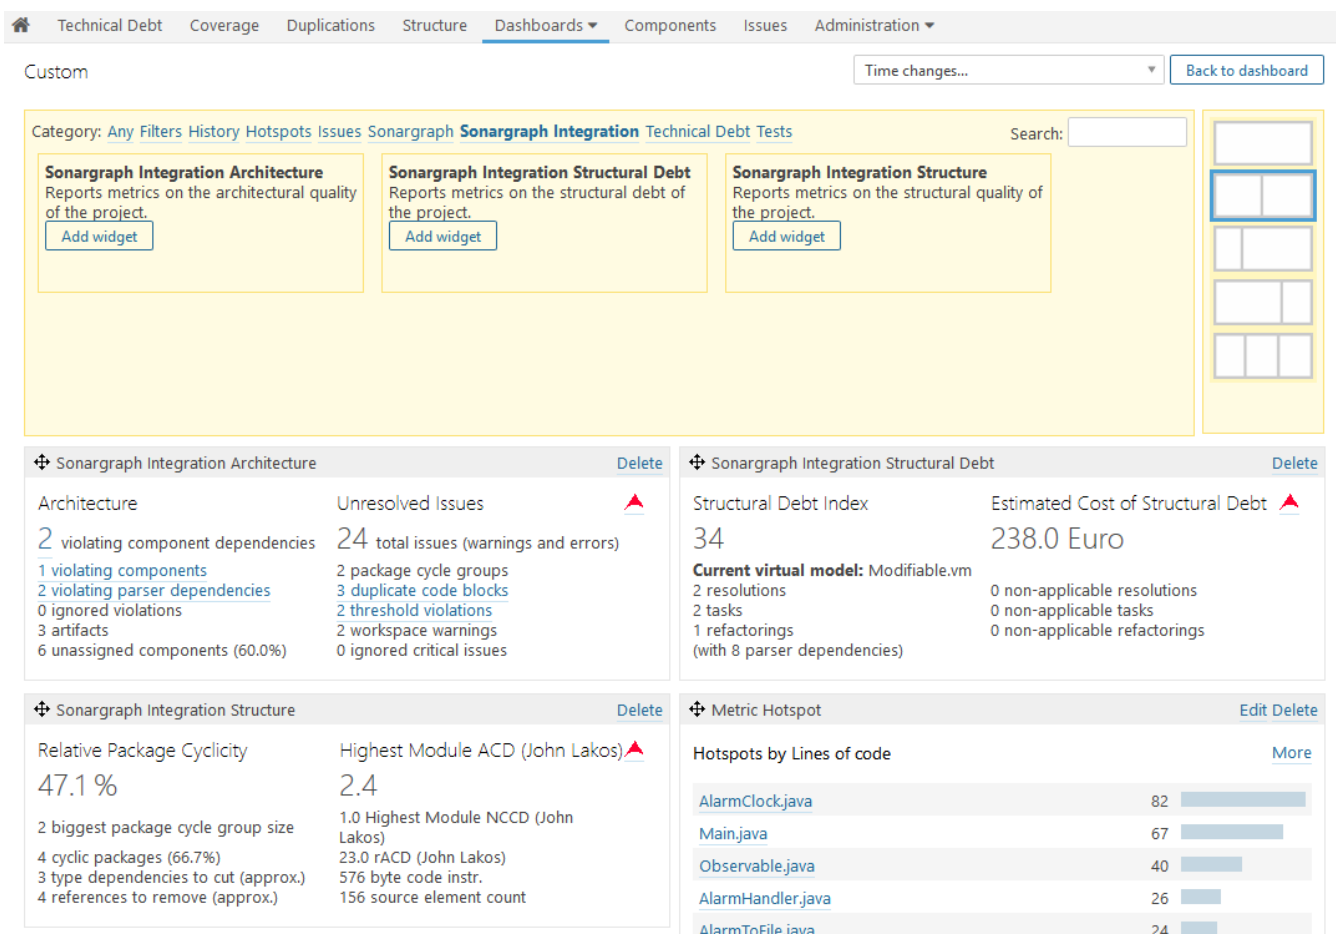 Technical Debt Coverage Duplications Structure Dashboards Components Issues Administration
Custom
Time changes...
Back to dashboard
Category: Any Filters History Hotspots Issues Sonargraph Sonargraph Integration Technical Debt Tests
Search:
Sonargraph Integration Architecture
Reports metrics on the architectural quality
of the project.
Add widget
Sonargraph Integration Structural Debt
Reports metrics on the structural debt of
the project.
Add widget
Sonargraph Integration Structure
Reports metrics on the structural quality of
the project.
Add widget
Sonargraph Integration Architecture Delete
Architecture
2 violating component dependencies
1 violating components
2 violating parser dependencies
0 ignored violations
3 artifacts
6 unassigned components (60.0%)
Unresolved Issues
24 total issues (warnings and errors)
2 package cycle groups
3 duplicate code blocks
2 threshold violations
2 workspace warnings
0 ignored critical issues
Sonargraph Integration Structural Debt Delete
Structural Debt Index
34
Current virtual model: Modifiable.vm
2 resolutions
2 tasks
1 refactorings
(with 8 parser dependencies)
Estimated Cost of Structural Debt
238.0 Euro
0 non-applicable resolutions
0 non-applicable tasks
0 non-applicable refactorings
Sonargraph Integration Structure Delete
Relative Package Cyclicity
47.1 %
2 biggest package cycle group size
4 cyclic packages (66.7%)
3 type dependencies to cut (approx.)
4 references to remove (approx.)
Highest Module ACD (John Lakos)
2.4
1.0 Highest Module NCCD (John
Lakos)
23.0 rACD (John Lakos)
576 byte code instr.
156 source element count
Metric Hotspot Edit Delete
Hotspots by Lines of code More
AlarmClock.java 82
Main.java 67
Observable.java 40
AlarmHandler.java 26
AlarmToFile.java 24